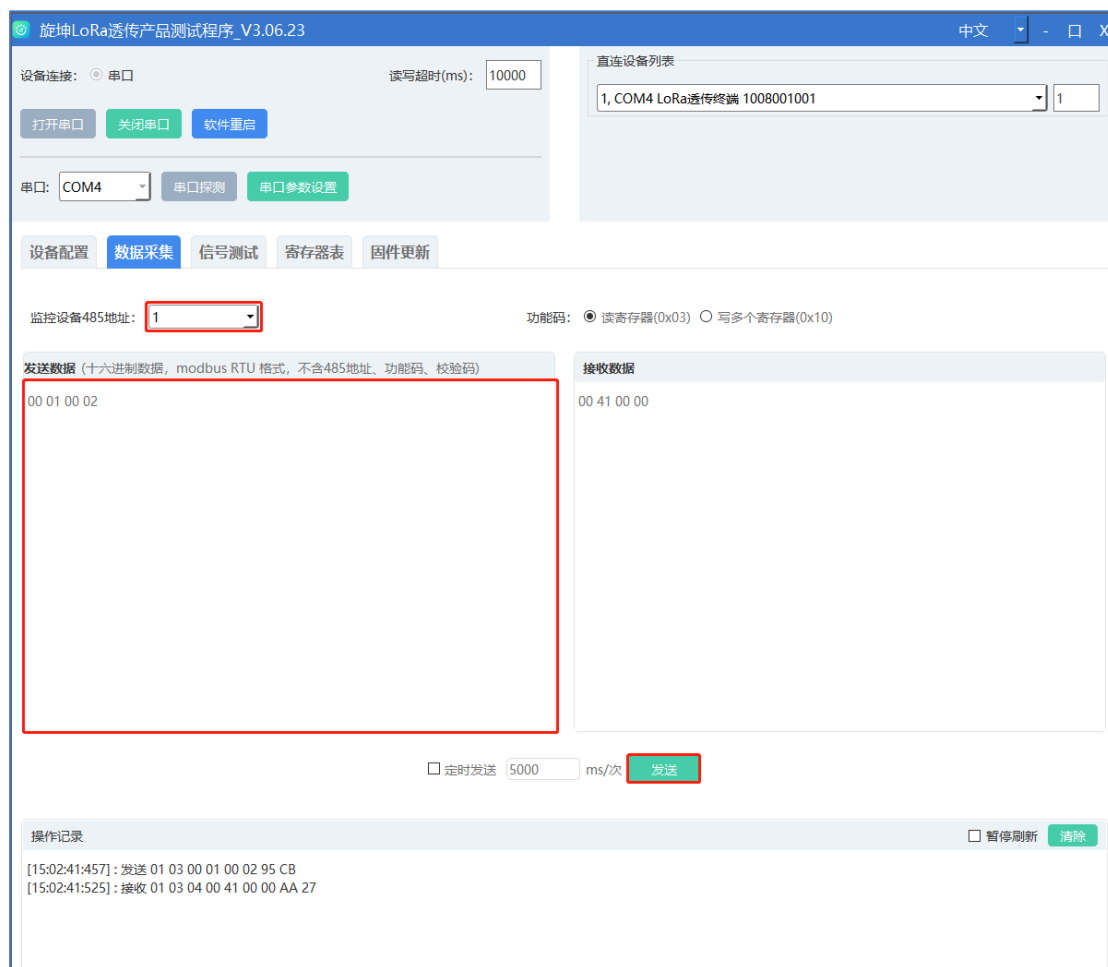 旋坤LoRa透传产品测试程序_V3.06.23 中文 - 口 X
设备连接: 串口 读写超时(ms): 10000
直连设备列表
1, COM4 LoRa透传终端 1008001001 1
打开串口 关闭串口 软件重启
串口: COM4 串口探测 串口参数设置
设备配置 数据采集 信号测试 寄存器表 固件更新
监控设备485地址: 1 功能码: 读寄存器(0x03) 写多个寄存器(0x10)
发送数据 (十六进制数据，modbus RTU 格式，不含485地址、功能码、校验码)
接收数据
00 01 00 02
00 41 00 00
定时发送 5000 ms/次 发送
操作记录 暂停刷新 清除
[15:02:41:457] : 发送 01 03 00 01 00 02 95 CB
[15:02:41:525] : 接收 01 03 04 00 41 00 00 AA 27